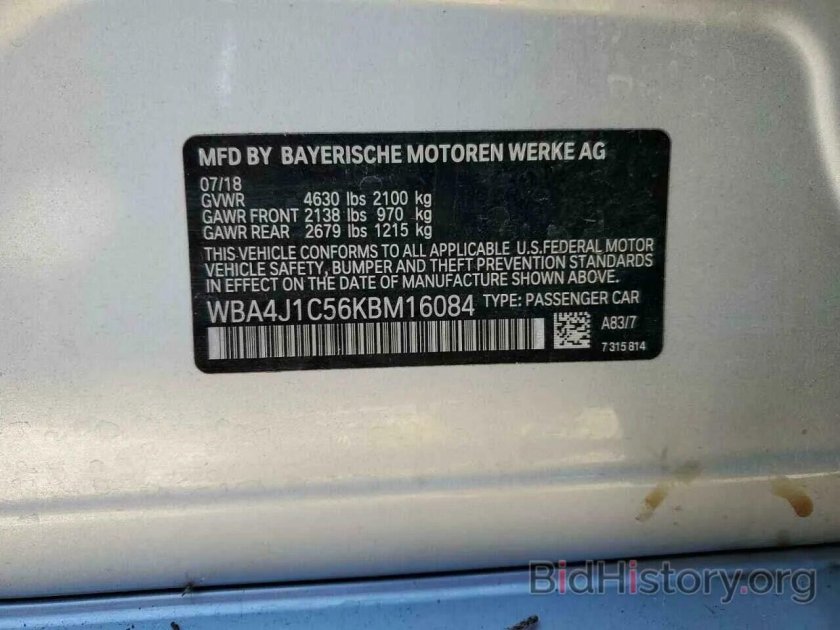 MFD BY BAYERISCHE MOTOREN WERKE AG
07/18
GVWR 4630 lbs 2100 kg
GAWR FRONT 2138 lbs 970 kg
GAWR REAR 2679 lbs 1215 kg
THIS VEHICLE CONFORMS TO ALL APPLICABLE U.S.FEDERAL MOTOR
VEHICLE SAFETY, BUMPER AND THEFT PREVENTION STANDARDS
IN EFFECT ON THE DATE OF MANUFACTURE SHOWN ABOVE.
WBA4J1C56KBM16084 TYPE: PASSENGER CAR
A83/7
7 315 814
BidHistory.org